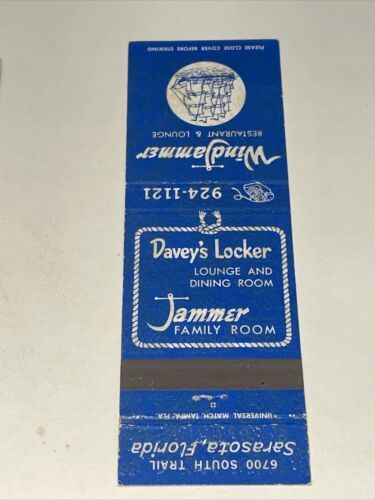 PLEASE CLOSE COVER BEFORE STRIKING
RESTAURANT & LOUNGE
WindJammer
924-1121
Davey's Locker
LOUNGE AND
DINING ROOM
Jammer
FAMILY ROOM
UNIVERSAL MATCH, TAMPA, FLA.
6700 SOUTH TRAIL
Sarasota, Florida